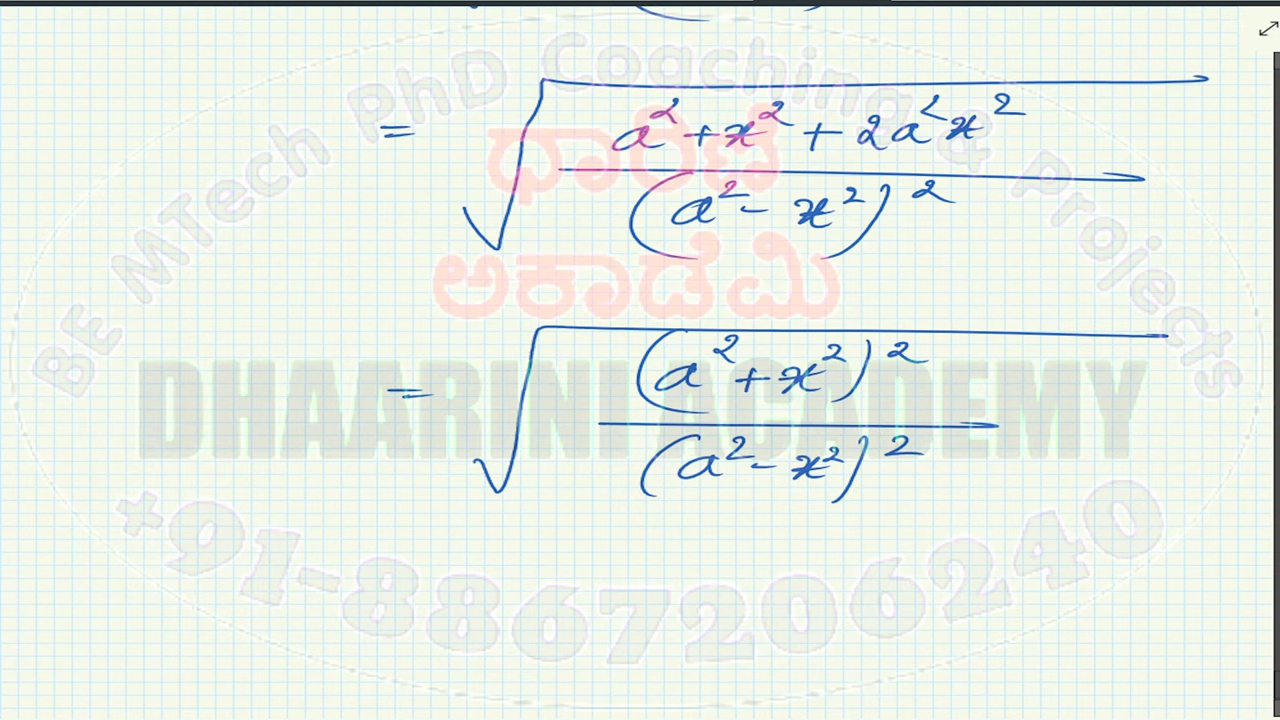 = √ a² + x² + 2a²x²
(a² - x²)²
= √ (a² + x²)²
(a² - x²)²
BE MTech PhD Coaching & Projects
ಧಾರಿಣಿ
ಅಕಾಡೆಮಿ
DHAARINI ACADEMY
+91-8867206240